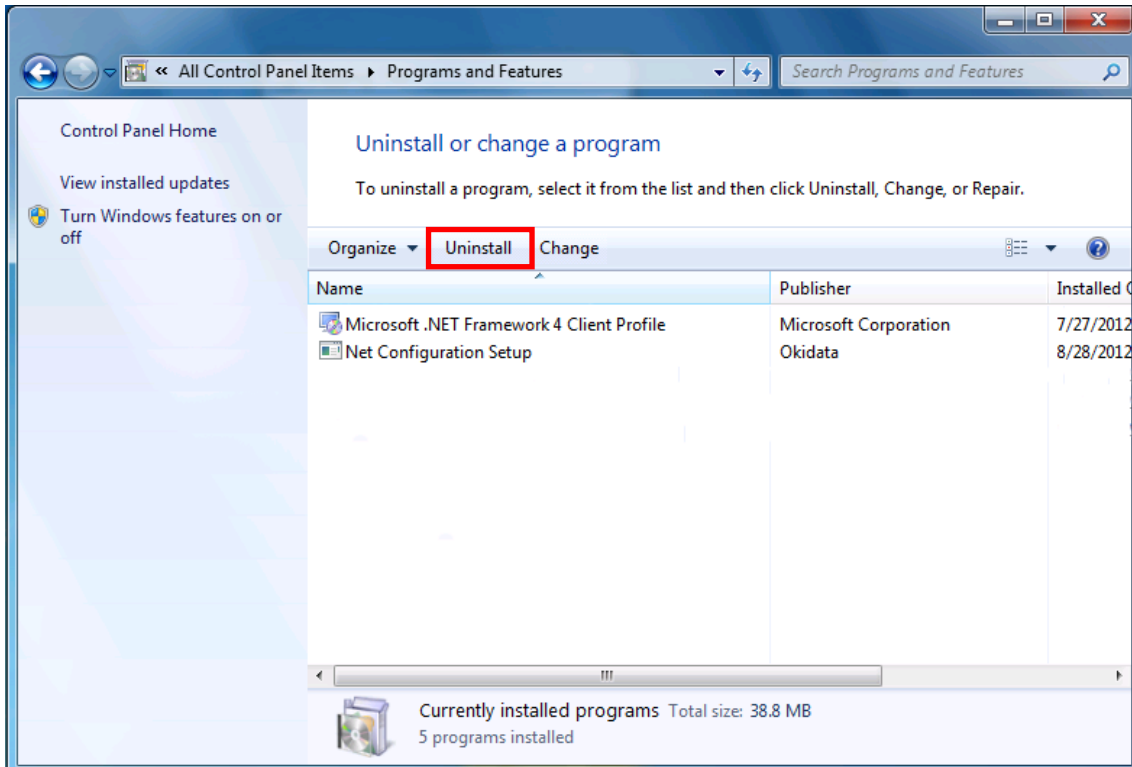 « All Control Panel Items ▸ Programs and Features
Search Programs and Features
Control Panel Home
View installed updates
Turn Windows features on or
off
Uninstall or change a program
To uninstall a program, select it from the list and then click Uninstall, Change, or Repair.
Organize Uninstall Change
Name Publisher Installed
Microsoft .NET Framework 4 Client Profile Microsoft Corporation 7/27/2012
Net Configuration Setup Okidata 8/28/2012
Currently installed programs Total size: 38.8 MB
5 programs installed